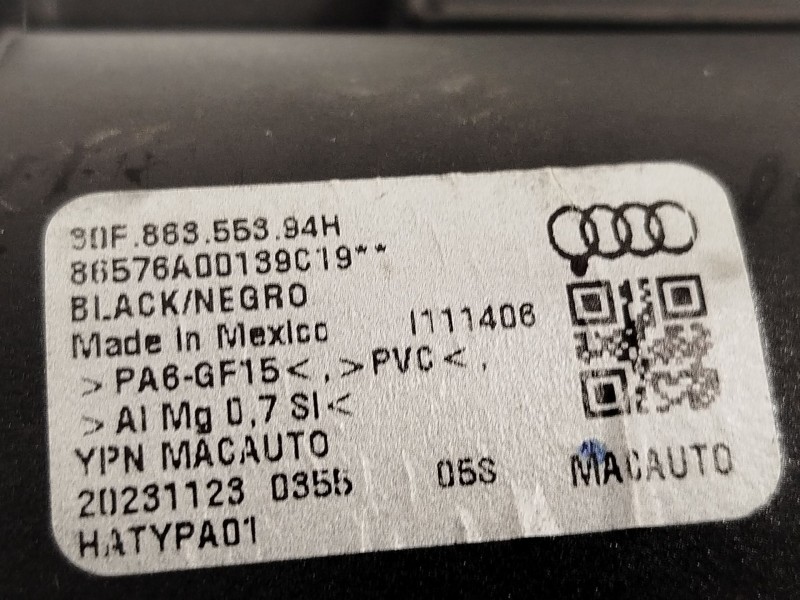 80F.863.553.94H
86576A00139C19**
BLACK/NEGRO
Made in Mexico I111406
>PA6-GF15<,>PVC<,
>Al Mg 0,7 Si<
YPN MACAUTO
20231123 0355 06S MACAUTO
HATYPA01